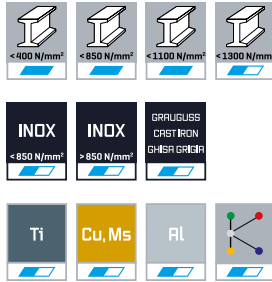 <400 N/mm² <850 N/mm² <1100 N/mm² <1300 N/mm²
INOX INOX GRAUGUSS
CAST IRON
GHISA GRIGIA
<850 N/mm² >850 N/mm²
Ti Cu, Ms Al